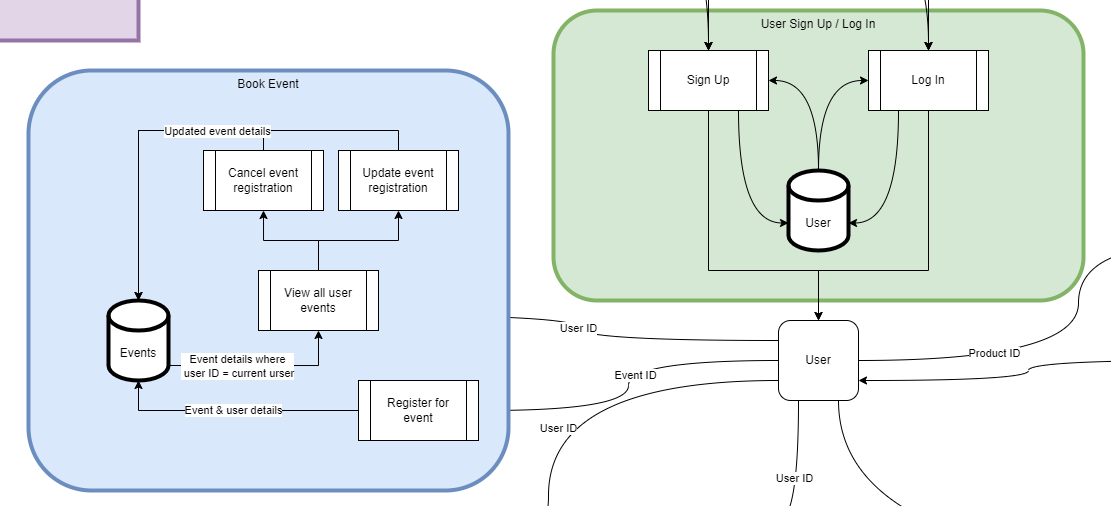 User Sign Up / Log In
Sign Up
Log In
User
Book Event
Updated event details
Cancel event
registration
Update event
registration
View all user
events
Events
Event details where
user ID = current urser
Event & user details
Register for
event
User ID
User
Product ID
Event ID
User ID
User ID